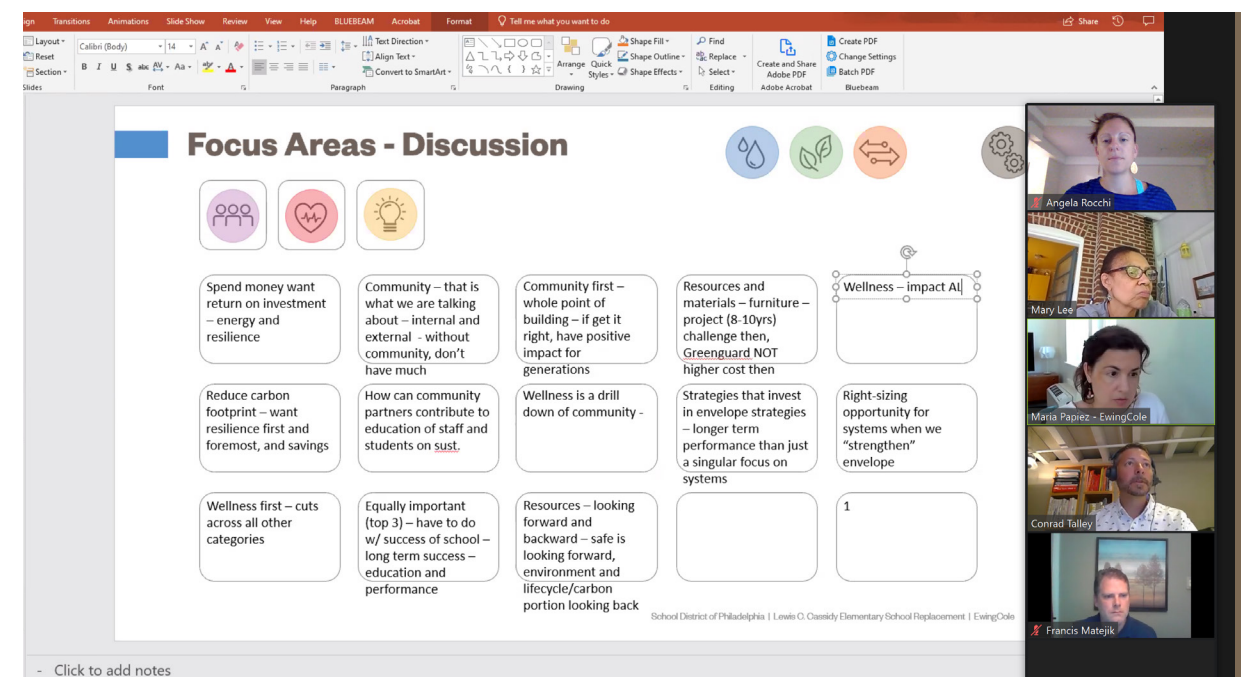 ign Transitions Animations Slide Show Review View Help BLUEBEAM Acrobat Format Tell me what you want to do Share
Layout
Reset
Section
Slides
Calibri (Body) 14
B I U S abc AV Aa A
Font
Text Direction
Align Text
Convert to SmartArt
Paragraph
Arrange
Quick
Styles
Shape Fill
Shape Outline
Shape Effects
Drawing
Find
Replace
Select
Editing
Create and Share
Adobe PDF
Adobe Acrobat
Create PDF
Change Settings
Batch PDF
Bluebeam
Focus Areas - Discussion
Spend money want
return on investment
– energy and
resilience
Community – that is
what we are talking
about – internal and
external - without
community, don’t
have much
Community first –
whole point of
building – if get it
right, have positive
impact for
generations
Resources and
materials – furniture –
project (8-10yrs)
challenge then,
Greenguard NOT
higher cost then
Wellness – impact AL
Reduce carbon
footprint – want
resilience first and
foremost, and savings
How can community
partners contribute to
education of staff and
students on sust.
Wellness is a drill
down of community -
Strategies that invest
in envelope strategies
– longer term
performance than just
a singular focus on
systems
Right-sizing
opportunity for
systems when we
“strengthen”
envelope
Wellness first – cuts
across all other
categories
Equally important
(top 3) – have to do
w/ success of school –
long term success –
education and
performance
Resources – looking
forward and
backward – safe is
looking forward,
environment and
lifecycle/carbon
portion looking back
1
School District of Philadelphia | Lewis C. Cassidy Elementary School Replacement | EwingCole
- Click to add notes
Angela Rocchi
Mary Lee
Maria Papiez - EwingCole
Conrad Talley
Francis Matejik